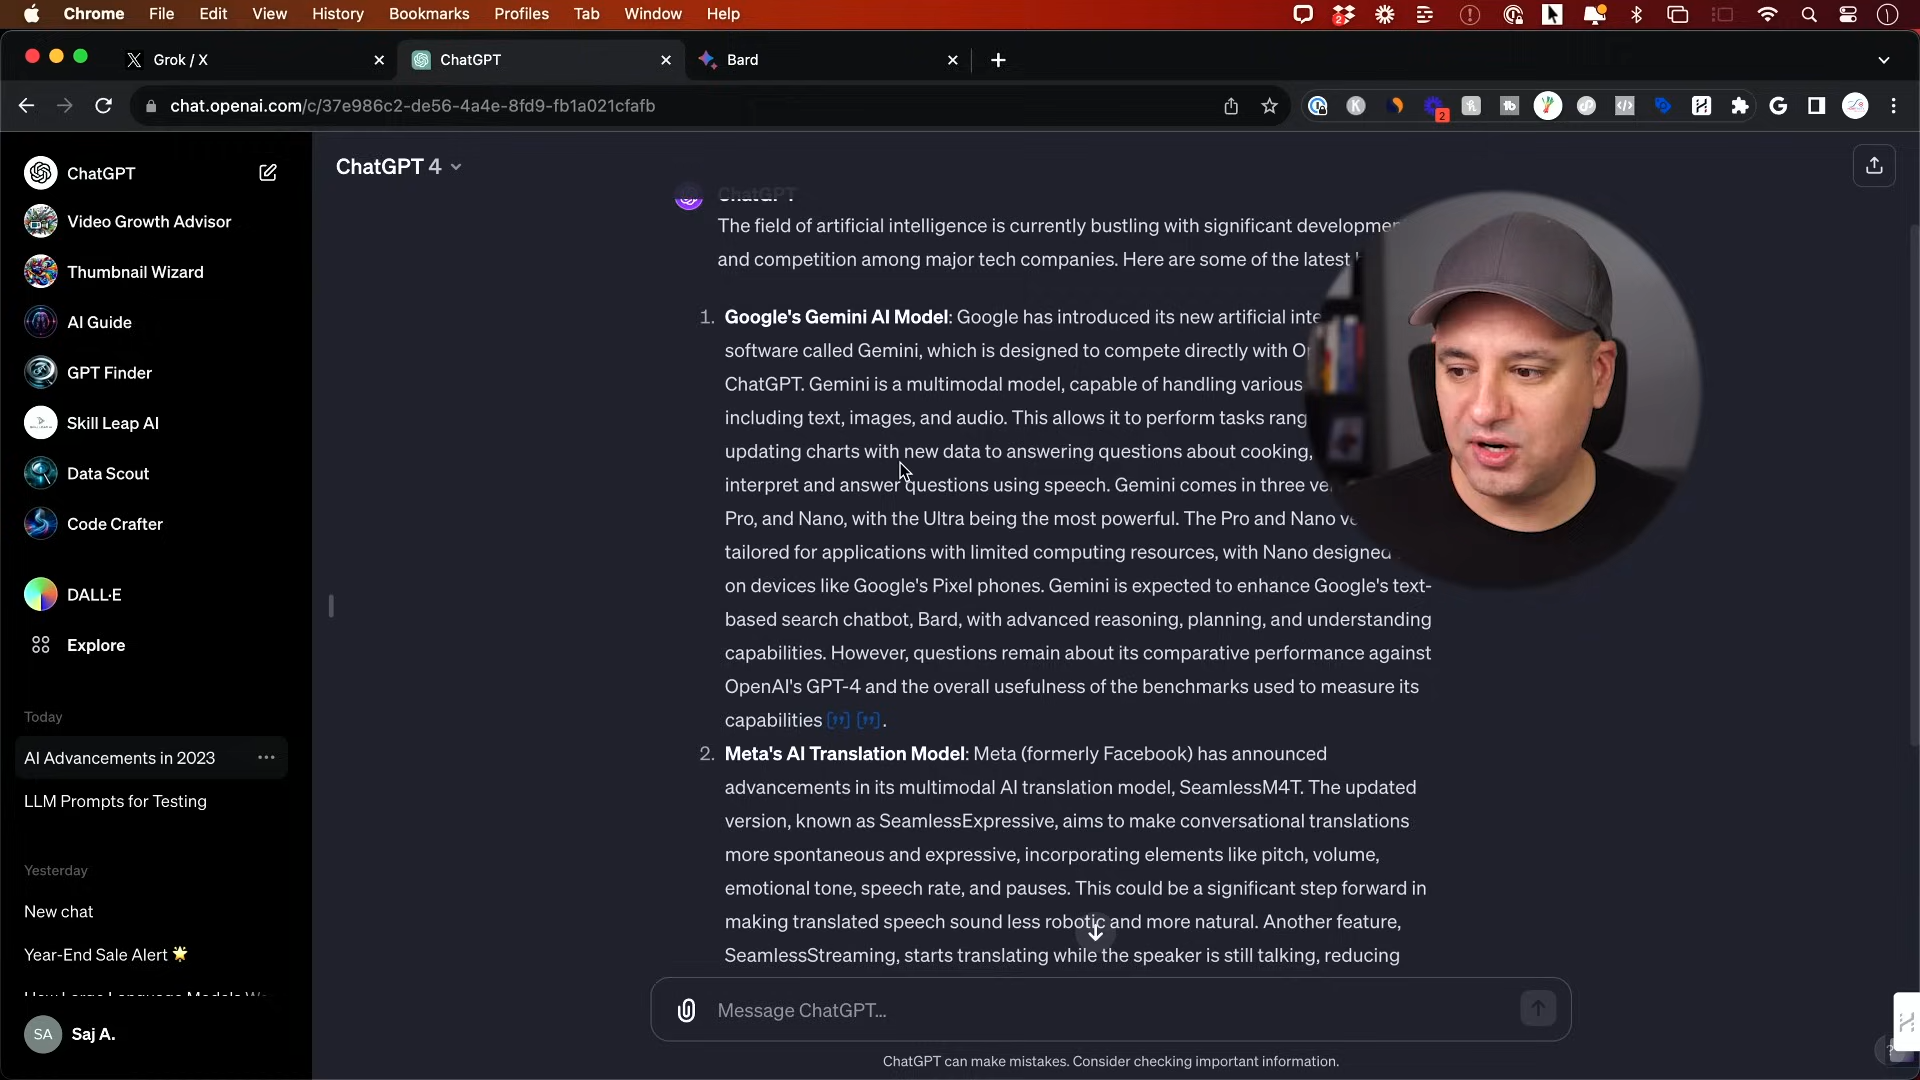 Chrome File Edit View History Bookmarks Profiles Tab Window Help
2
Grok / X
ChatGPT
Bard
chat.openai.com/c/37e986c2-de56-4a4e-8fd9-fb1a021cfafb
2
ChatGPT
Video Growth Advisor
Thumbnail Wizard
AI Guide
GPT Finder
Skill Leap AI
Data Scout
Code Crafter
DALL·E
Explore
Today
AI Advancements in 2023
LLM Prompts for Testing
Yesterday
New chat
Year-End Sale Alert 🌟
How Large Language Models
SA Saj A.
ChatGPT 4
ChatGPT
The field of artificial intelligence is currently bustling with significant
and competition among major tech companies. Here are some of the latest
1. Google's Gemini AI Model: Google has introduced its new artificial
software called Gemini, which is designed to compete directly with
ChatGPT. Gemini is a multimodal model, capable of handling various
including text, images, and audio. This allows it to perform tasks
updating charts with new data to answering questions about cooking,
interpret and answer questions using speech. Gemini comes in three
Pro, and Nano, with the Ultra being the most powerful. The Pro and Nano
tailored for applications with limited computing resources, with Nano designed
on devices like Google's Pixel phones. Gemini is expected to enhance Google's text-
based search chatbot, Bard, with advanced reasoning, planning, and understanding
capabilities. However, questions remain about its comparative performance against
OpenAI's GPT-4 and the overall usefulness of the benchmarks used to measure its
capabilities ["] ["].
2. Meta's AI Translation Model: Meta (formerly Facebook) has announced
advancements in its multimodal AI translation model, SeamlessM4T. The updated
version, known as SeamlessExpressive, aims to make conversational translations
more spontaneous and expressive, incorporating elements like pitch, volume,
emotional tone, speech rate, and pauses. This could be a significant step forward in
making translated speech sound less robotic and more natural. Another feature,
SeamlessStreaming, starts translating while the speaker is still talking, reducing
Message ChatGPT...
ChatGPT can make mistakes. Consider checking important information.